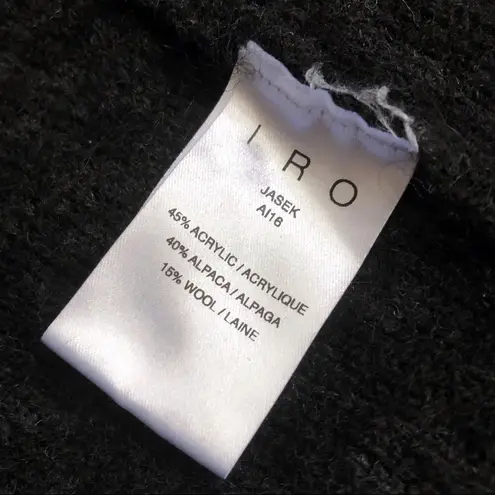 IRO
JASEK
AI16
45% ACRYLIC / ACRYLIQUE
40% ALPACA / ALPAGA
15% WOOL / LAINE